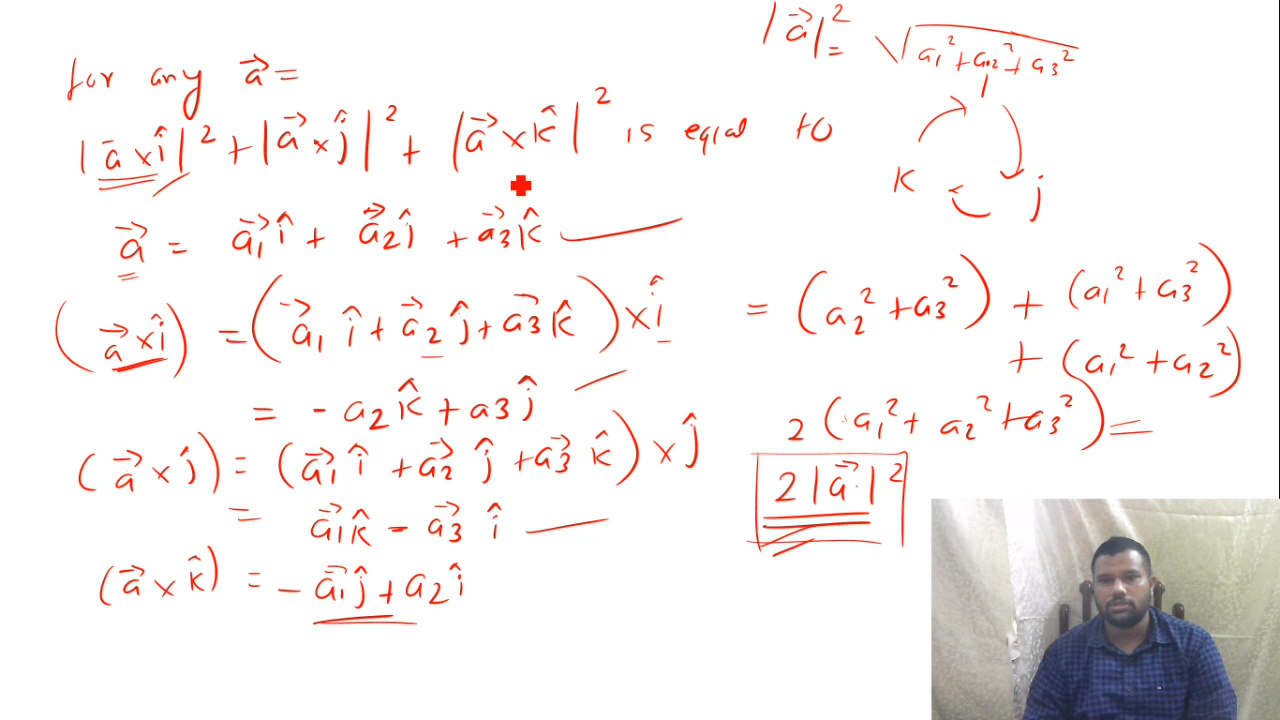 for any a⃗ =
|a⃗ × î|² + |a⃗ × ĵ|² + |a⃗ × k̂|² is equal to
a⃗ = a⃗₁ î + a⃗₂ ĵ + a⃗₃ k̂
(a⃗ × î) = (a⃗₁ î + a⃗₂ ĵ + a⃗₃ k̂) × î
= - a₂ k̂ + a₃ ĵ
(a⃗ × ĵ) = (a⃗₁ î + a⃗₂ ĵ + a⃗₃ k̂) × ĵ
= a⃗₁ k̂ - a⃗₃ î
(a⃗ × k̂) = - a⃗₁ ĵ + a₂ î
|a⃗|² = √(a₁² + a₂² + a₃²)
i
k j
= (a₂² + a₃²) + (a₁² + a₃²)
+ (a₁² + a₂²)
2 (a₁² + a₂² + a₃²) =
2 |a⃗|²